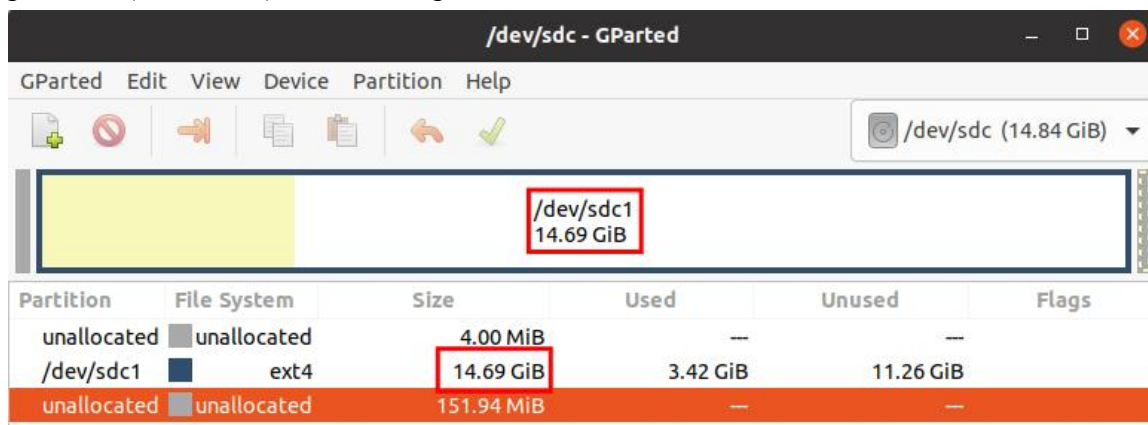 /dev/sdc - GParted
GParted Edit View Device Partition Help
/dev/sdc (14.84 GiB)
/dev/sdc1
14.69 GiB
Partition File System Size Used Unused Flags
unallocated unallocated 4.00 MiB --- ---
/dev/sdc1 ext4 14.69 GiB 3.42 GiB 11.26 GiB
unallocated unallocated 151.94 MiB --- ---